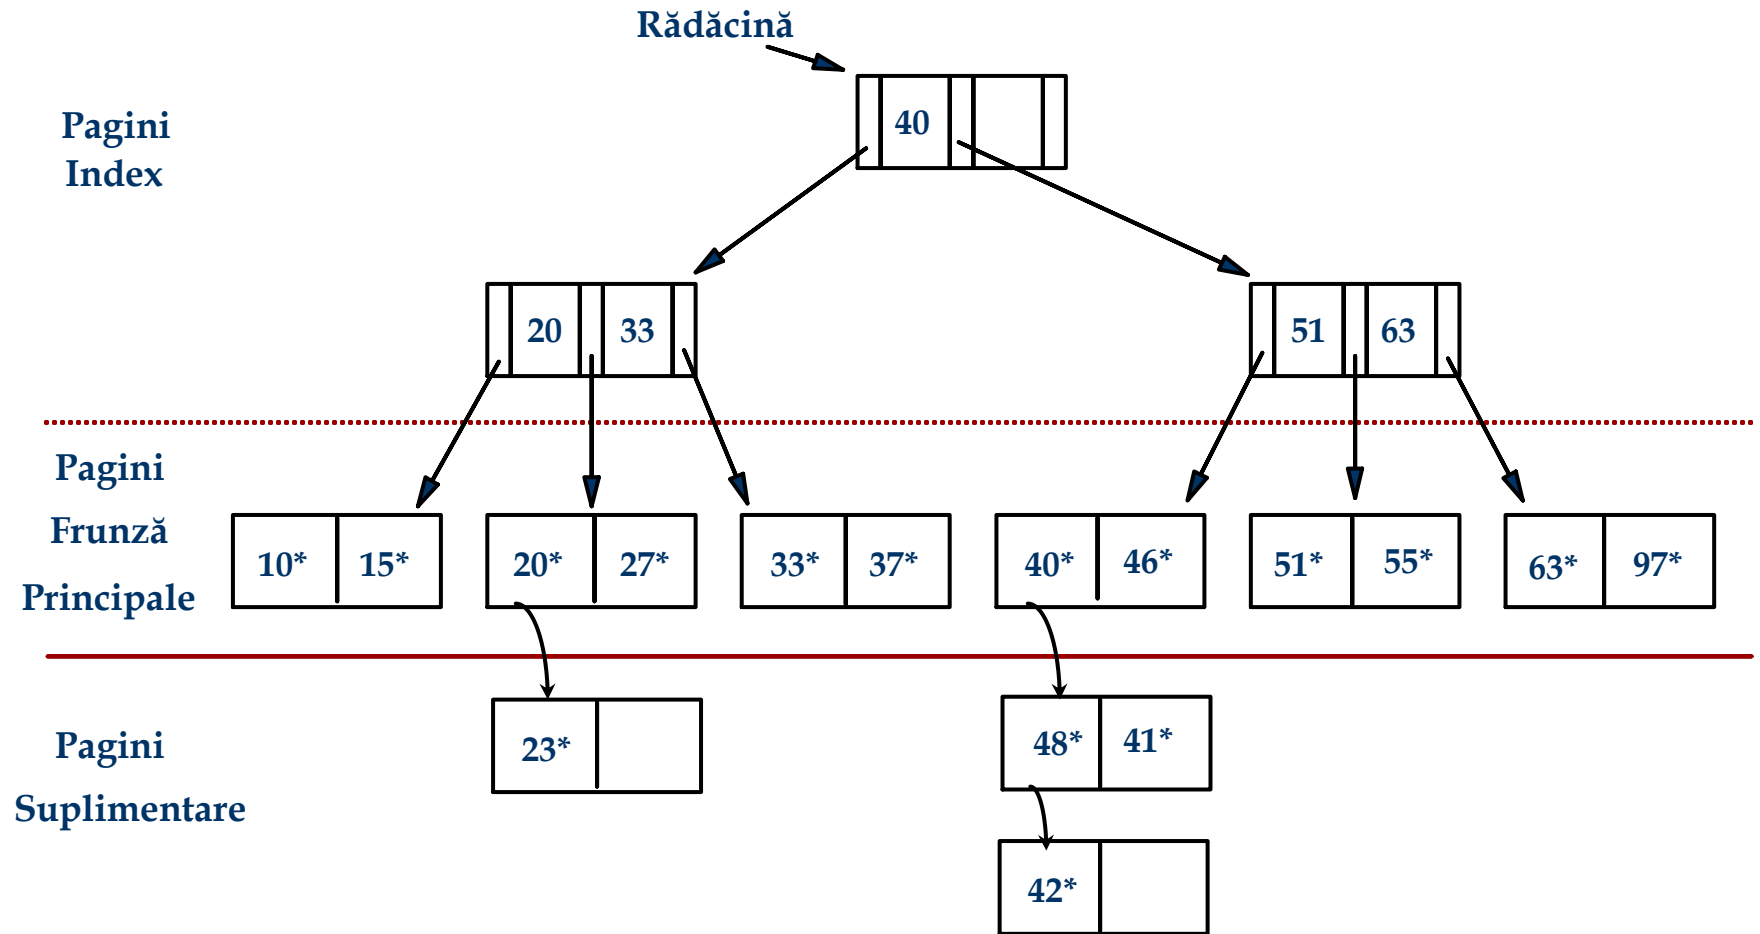 Rădăcină
Pagini
Index
40
20 33
51 63
Pagini
Frunză
Principale
10* 15*
20* 27*
33* 37*
40* 46*
51* 55*
63* 97*
Pagini
Suplimentare
23*
48* 41*
42*